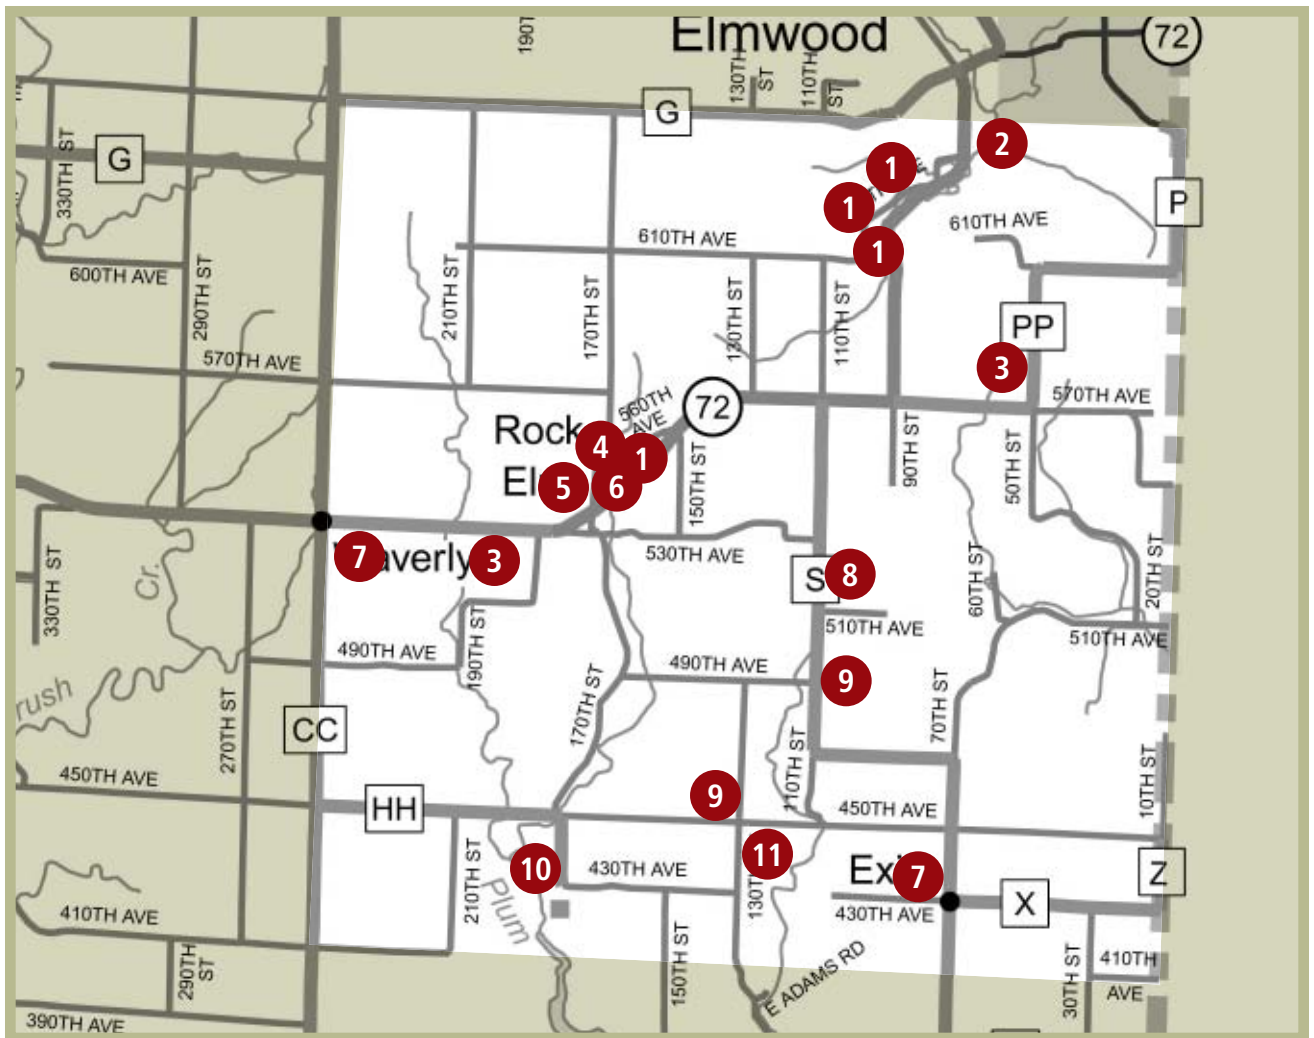 Elmwood
72
190T
130TH
ST
110TH
ST
G
G
330TH ST
2
1
1
1
P
610TH AVE
610TH AVE
600TH AVE
290TH ST
210TH ST
170TH ST
130TH ST
110TH ST
PP
3
570TH AVE
570TH AVE
560TH
AVE
72
Rock
4
1
El
5
6
150TH ST
90TH ST
50TH ST
7
averly
3
530TH AVE
S
8
60TH ST
20TH ST
330TH ST
Cr.
510TH AVE
510TH AVE
190TH ST
490TH AVE
490TH AVE
9
rush
270TH ST
CC
170TH ST
70TH ST
110TH ST
10TH ST
450TH AVE
HH
9
450TH AVE
210TH ST
10
430TH AVE
11
130T
Exi
7
Z
X
Plum
430TH AVE
410TH AVE
290TH
ST
150TH ST
E ADAMS RD
30TH ST
410TH
AVE
390TH AVE